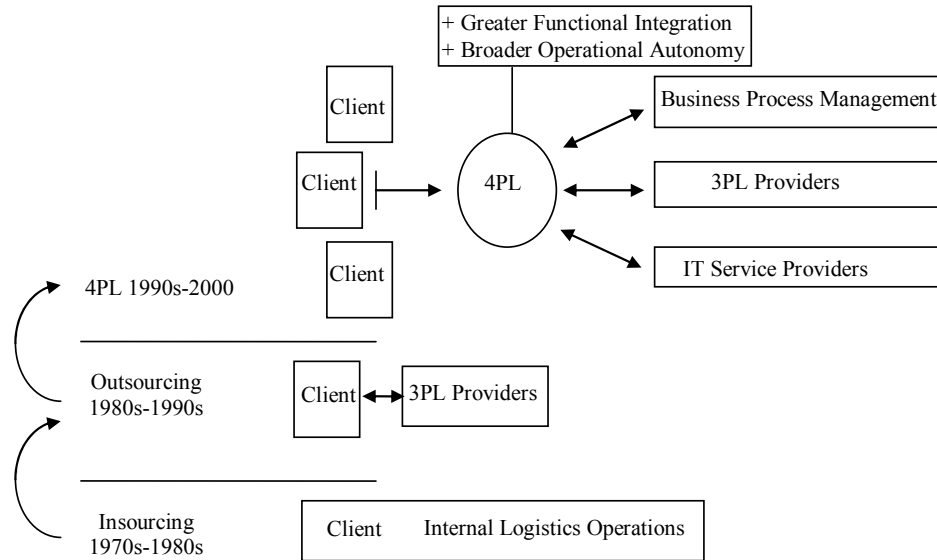 + Greater Functional Integration
+ Broader Operational Autonomy
Client
Business Process Management
Client
4PL
3PL Providers
Client
IT Service Providers
4PL 1990s-2000
Outsourcing
1980s-1990s
Client
3PL Providers
Insourcing
1970s-1980s
Client Internal Logistics Operations